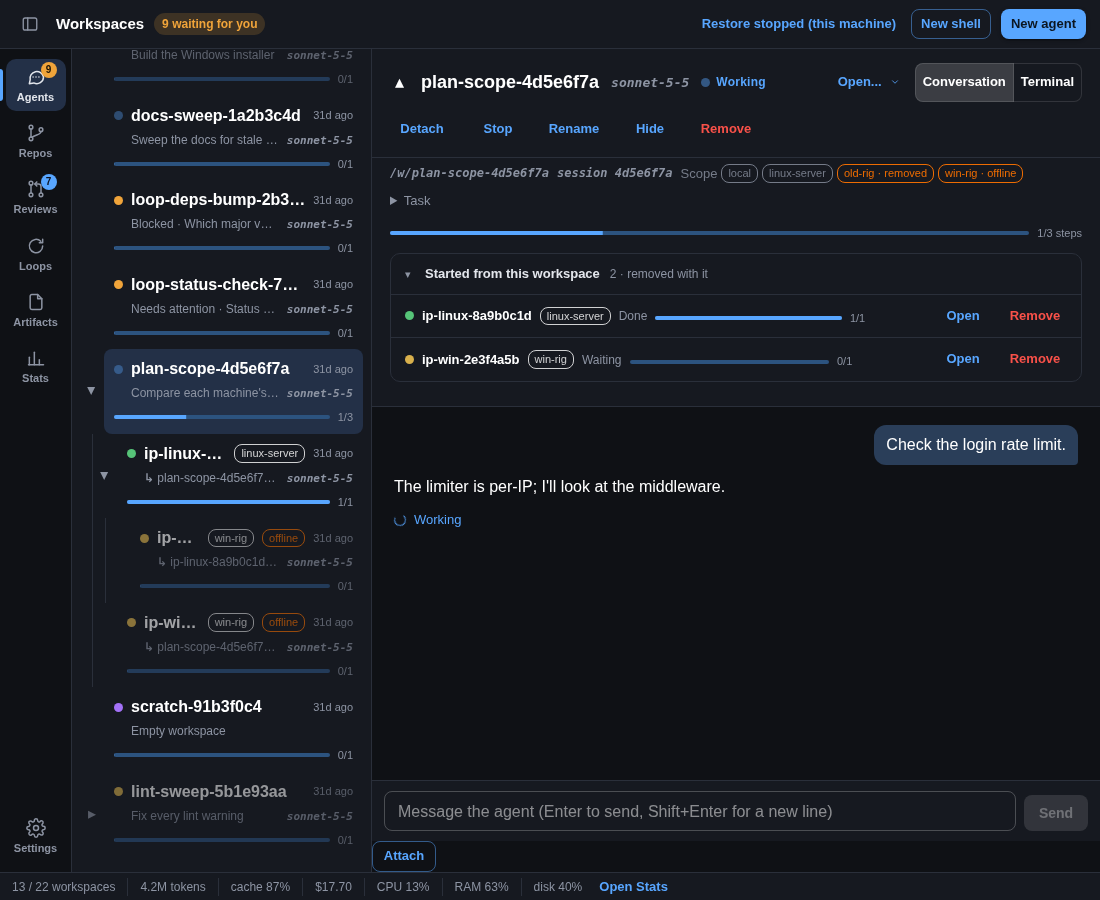 Workspaces
9 waiting for you
Restore stopped (this machine)
New shell
New agent
9
Agents
Repos
7
Reviews
Loops
Artifacts
Stats
Settings
Build the Windows installer sonnet-5-5
0/1
docs-sweep-1a2b3c4d 31d ago
Sweep the docs for stale … sonnet-5-5
0/1
loop-deps-bump-2b3… 31d ago
Blocked · Which major v… sonnet-5-5
0/1
loop-status-check-7… 31d ago
Needs attention · Status … sonnet-5-5
0/1
plan-scope-4d5e6f7a 31d ago
Compare each machine's… sonnet-5-5
1/3
ip-linux-… linux-server 31d ago
↳ plan-scope-4d5e6f7… sonnet-5-5
1/1
ip-… win-rig offline 31d ago
↳ ip-linux-8a9b0c1d… sonnet-5-5
0/1
ip-wi… win-rig offline 31d ago
↳ plan-scope-4d5e6f7… sonnet-5-5
0/1
scratch-91b3f0c4 31d ago
Empty workspace
0/1
lint-sweep-5b1e93aa 31d ago
Fix every lint warning sonnet-5-5
0/1
plan-scope-4d5e6f7a sonnet-5-5 Working
Open...
Conversation Terminal
Detach Stop Rename Hide Remove
/w/plan-scope-4d5e6f7a session 4d5e6f7a Scope local linux-server old-rig · removed win-rig · offline
Task
1/3 steps
Started from this workspace 2 · removed with it
ip-linux-8a9b0c1d linux-server Done 1/1 Open Remove
ip-win-2e3f4a5b win-rig Waiting 0/1 Open Remove
Check the login rate limit.
The limiter is per-IP; I'll look at the middleware.
Working
Message the agent (Enter to send, Shift+Enter for a new line)
Send
Attach
13 / 22 workspaces 4.2M tokens cache 87% $17.70 CPU 13% RAM 63% disk 40% Open Stats